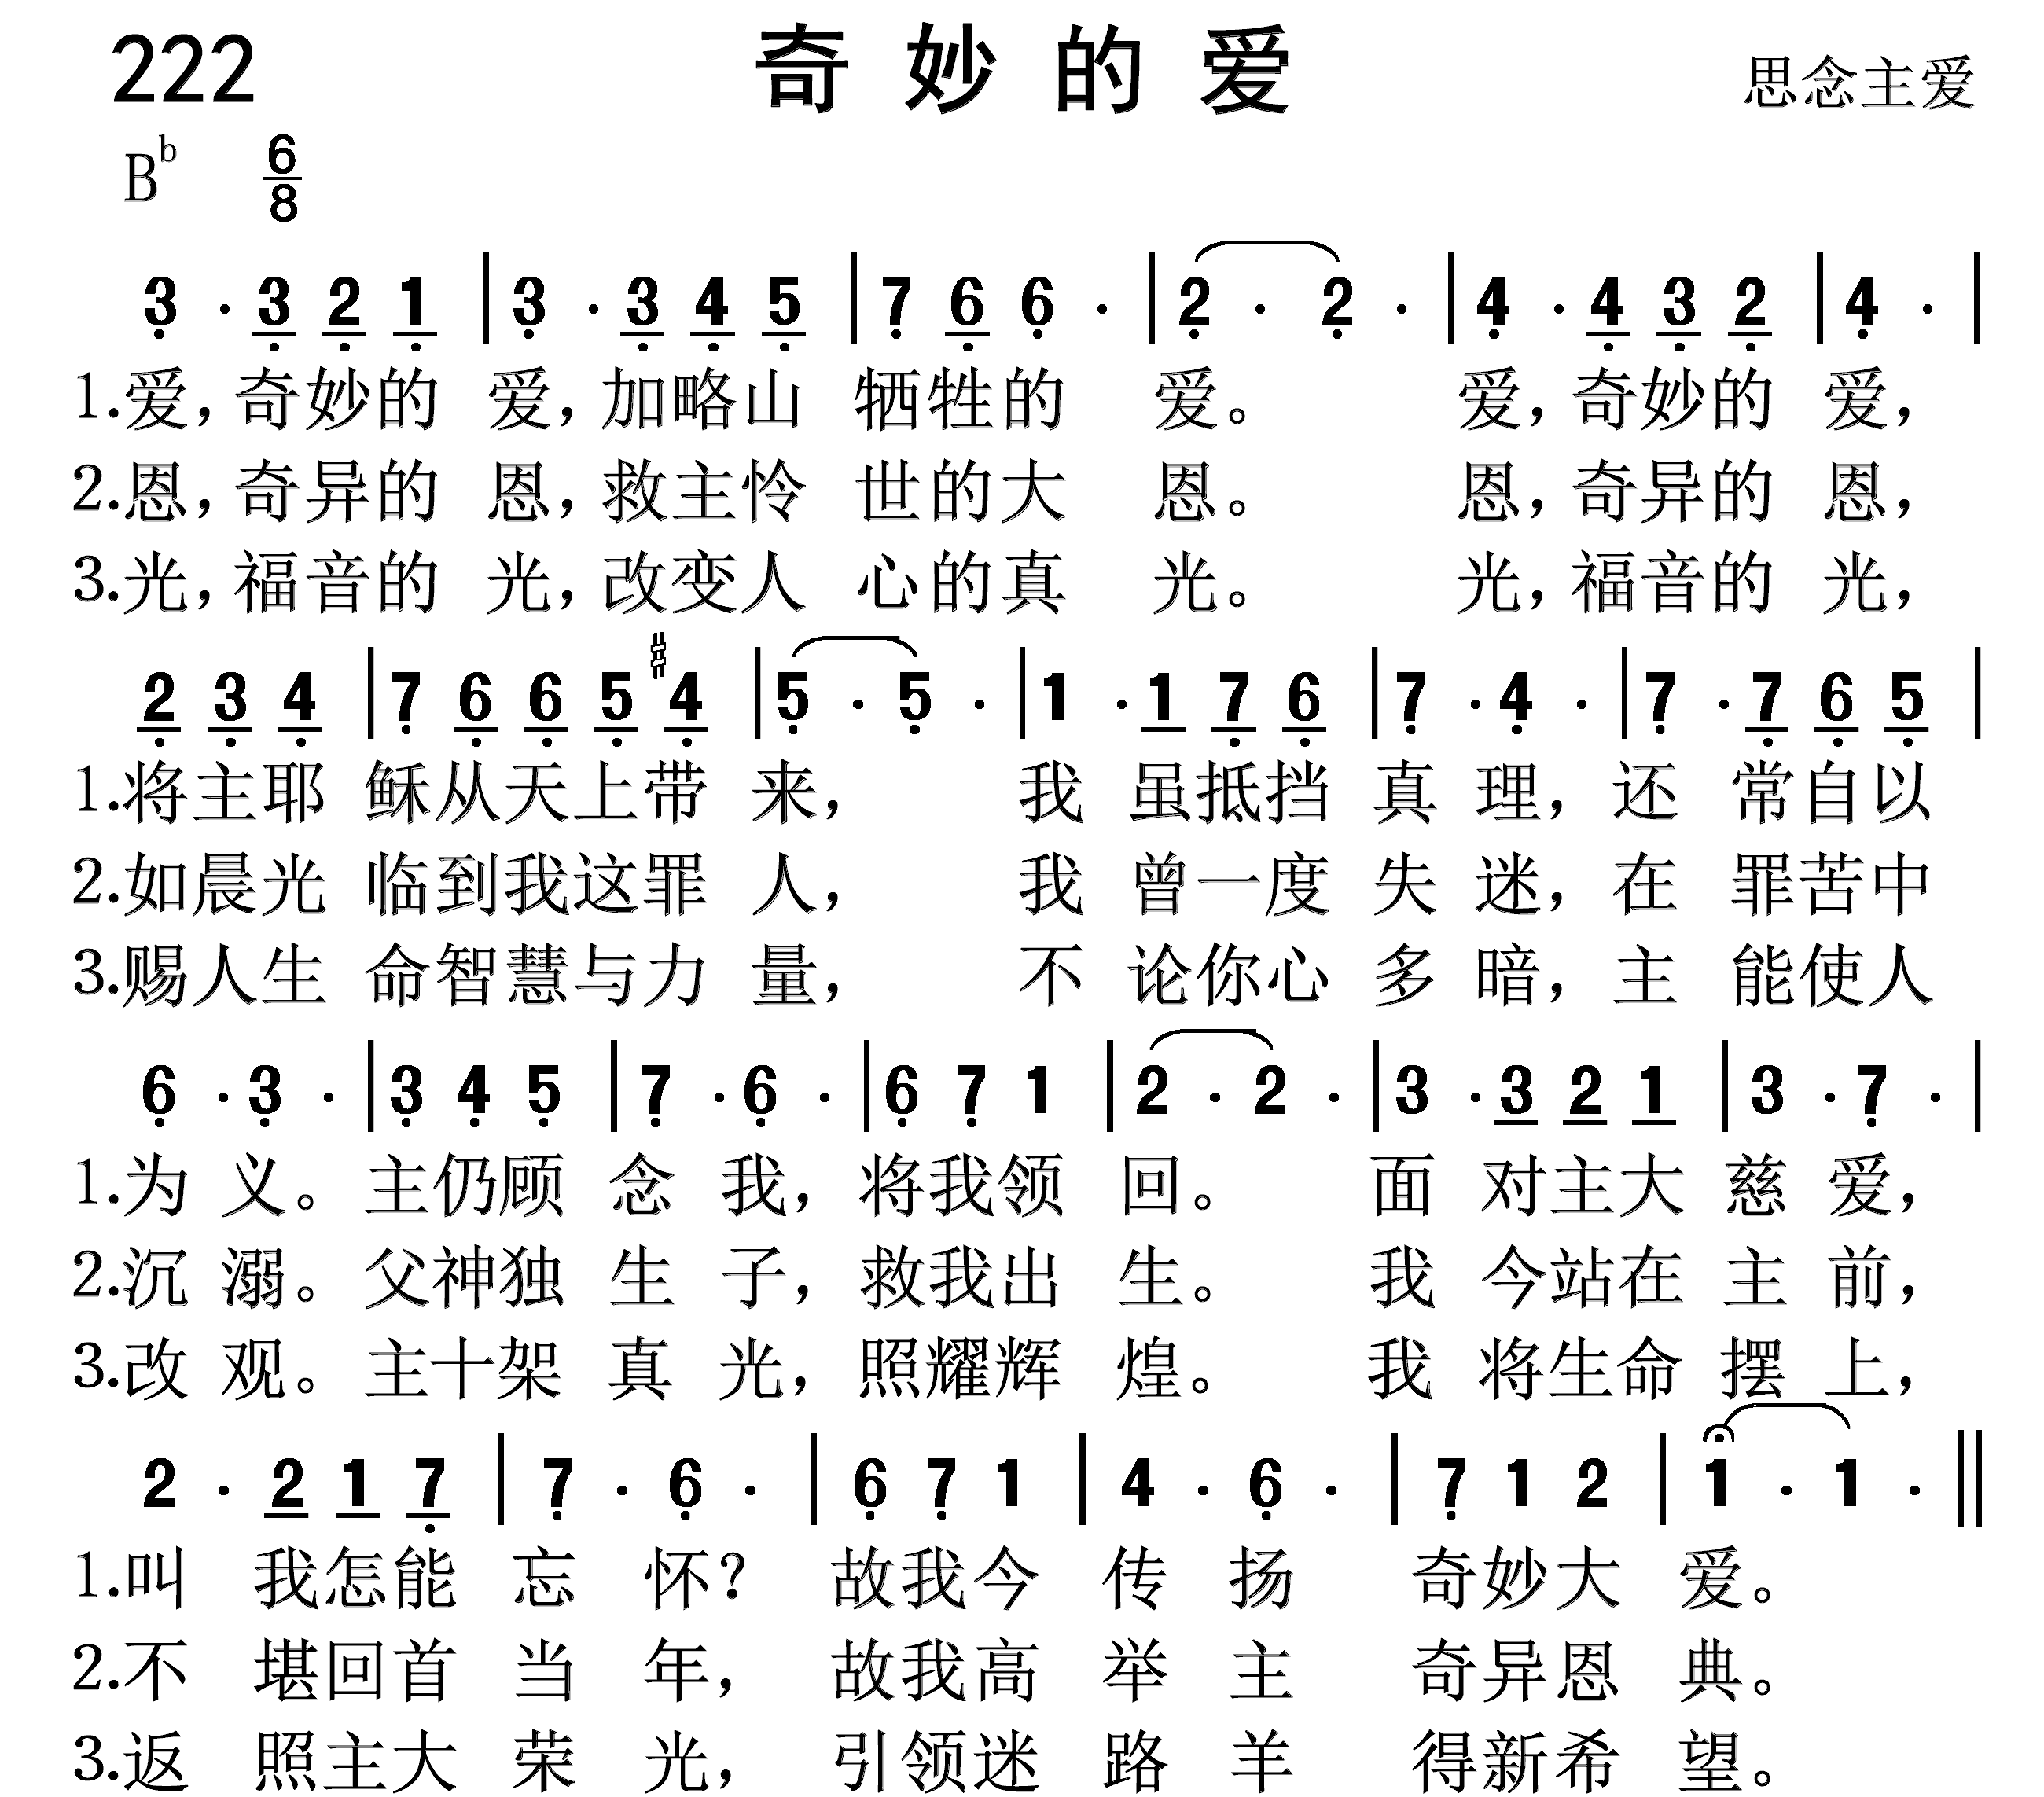 222 奇妙的爱 思念主爱
B♭ 6/8
3 · 3 2 1 | 3 · 3 4 5 | 7 6 6 · | 2 · 2 · | 4 · 4 3 2 | 4 · |
1.爱,奇妙的 爱,加略山 牺牲的 爱。 爱,奇妙的 爱,
2.恩,奇异的 恩,救主怜 世的大 恩。 恩,奇异的 恩,
3.光,福音的 光,改变人 心的真 光。 光,福音的 光,
2 3 4 | 7 6 6 5 #4 | 5 · 5 · | 1 · 1 7 6 | 7 · 4 · | 7 · 7 6 5 |
1.将主耶 稣从天上带 来, 我 虽抵挡 真 理,还 常自以
2.如晨光 临到我这罪 人, 我 曾一度 失 迷,在 罪苦中
3.赐人生 命智慧与力 量, 不 论你心 多 暗,主 能使人
6 · 3 · | 3 4 5 | 7 · 6 · | 6 7 1 | 2 · 2 · | 3 · 3 2 1 | 3 · 7 · |
1.为 义。主仍顾 念 我,将我领 回。 面 对主大 慈 爱,
2.沉 溺。父神独 生 子,救我出 生。 我 今站在 主 前,
3.改 观。主十架 真 光,照耀辉 煌。 我 将生命 摆 上,
2 · 2 1 7 | 7 · 6 · | 6 7 1 | 4 · 6 · | 7 1 2 | 1 · 1 · ||
1.叫 我怎能 忘 怀? 故我今 传 扬 奇妙大 爱。
2.不 堪回首 当 年, 故我高 举 主 奇异恩 典。
3.返 照主大 荣 光, 引领迷 路 羊 得新希 望。